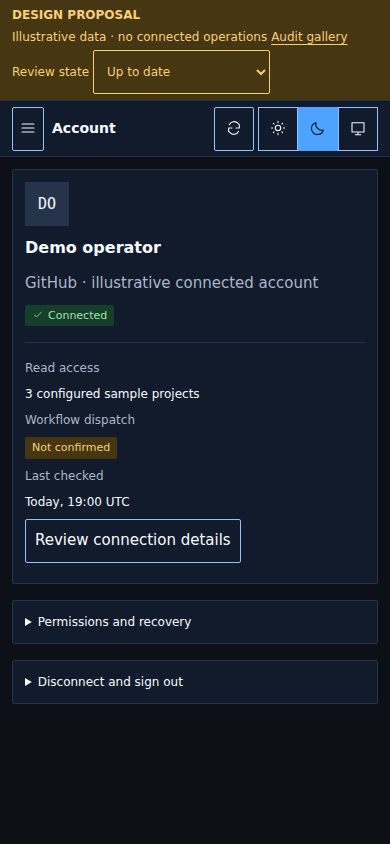 DESIGN PROPOSAL
Illustrative data · no connected operations Audit gallery
Review state Up to date
Account
DO
Demo operator
GitHub · illustrative connected account
Connected
Read access
3 configured sample projects
Workflow dispatch
Not confirmed
Last checked
Today, 19:00 UTC
Review connection details
Permissions and recovery
Disconnect and sign out